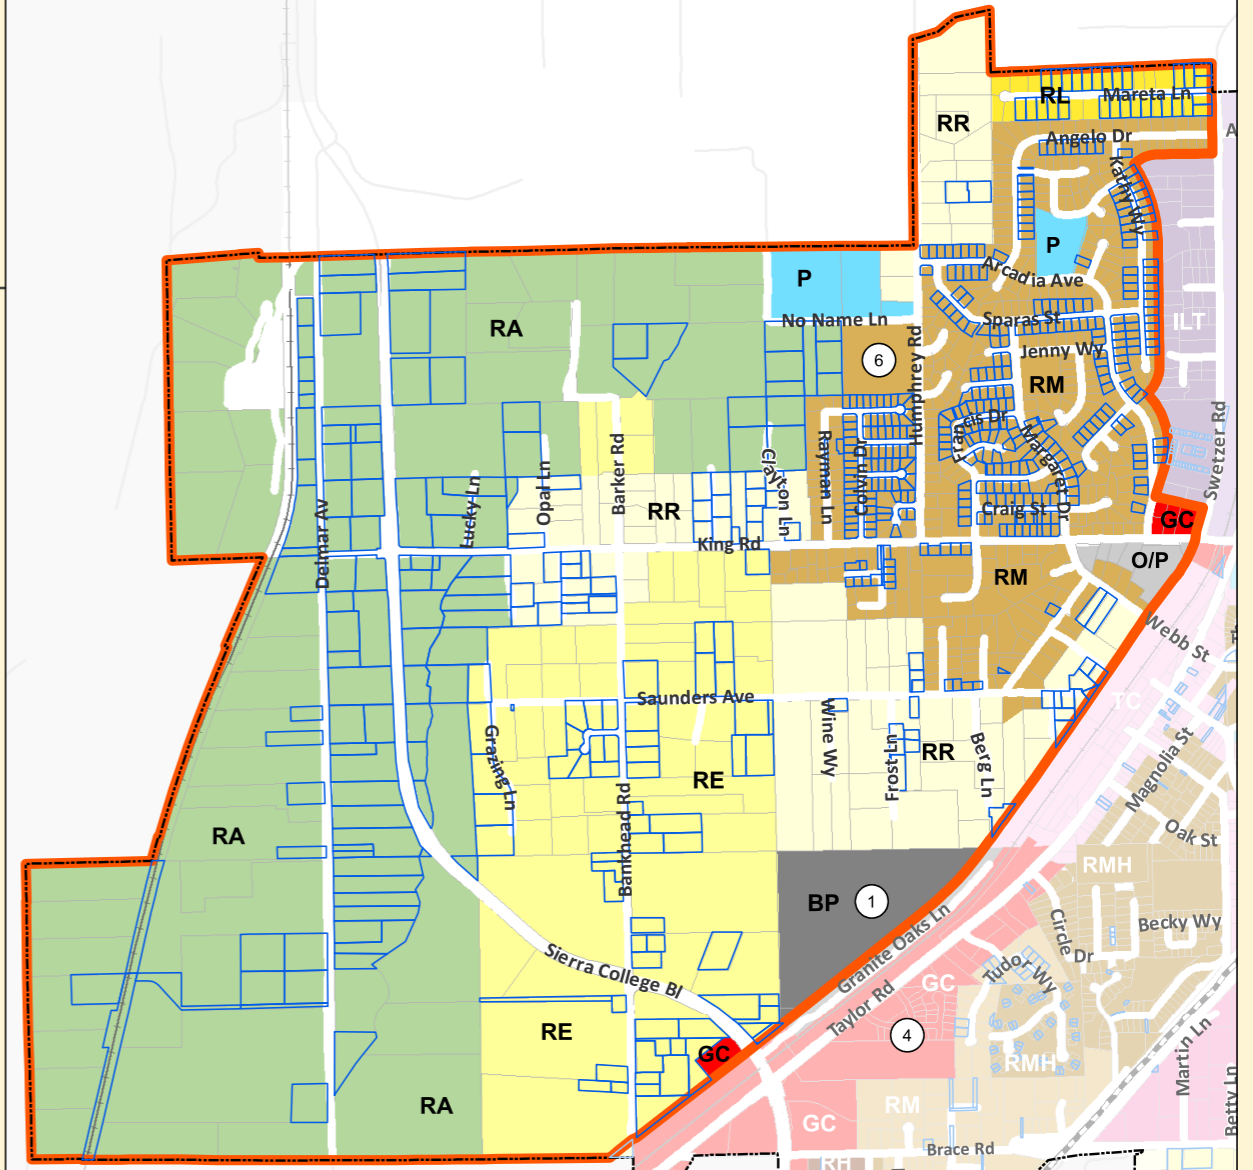 RL
Mareta Ln
RR
A
Angelo Dr
Kathy Wy
P
P
Arcadia Ave
RA
No Name Ln
Sparas St
ILT
Humphrey Rd
Jenny Wy
6
RM
Francis Dr
Margaret Dr
Swetzer Rd
Barker Rd
Rayman Ln
Colvin Dr
Clayton Ln
Opal Ln
Lucky Ln
RR
Craig St
GC
Delmar Av
King Rd
O/P
RM
Webb St
Saunders Ave
TC
Wine Wy
Grazing Ln
Frost Ln
RR
Berg Ln
Magnolia St
RE
RA
Bankhead Rd
Oak St
RMH
BP
1
Circle Dr
Becky Wy
Granite Oaks Ln
Sierra College Bl
Tudor Wy
GC
Taylor Rd
RE
4
GC
RMH
Martin Ln
Betty Ln
RA
RM
GC
Brace Rd
RH